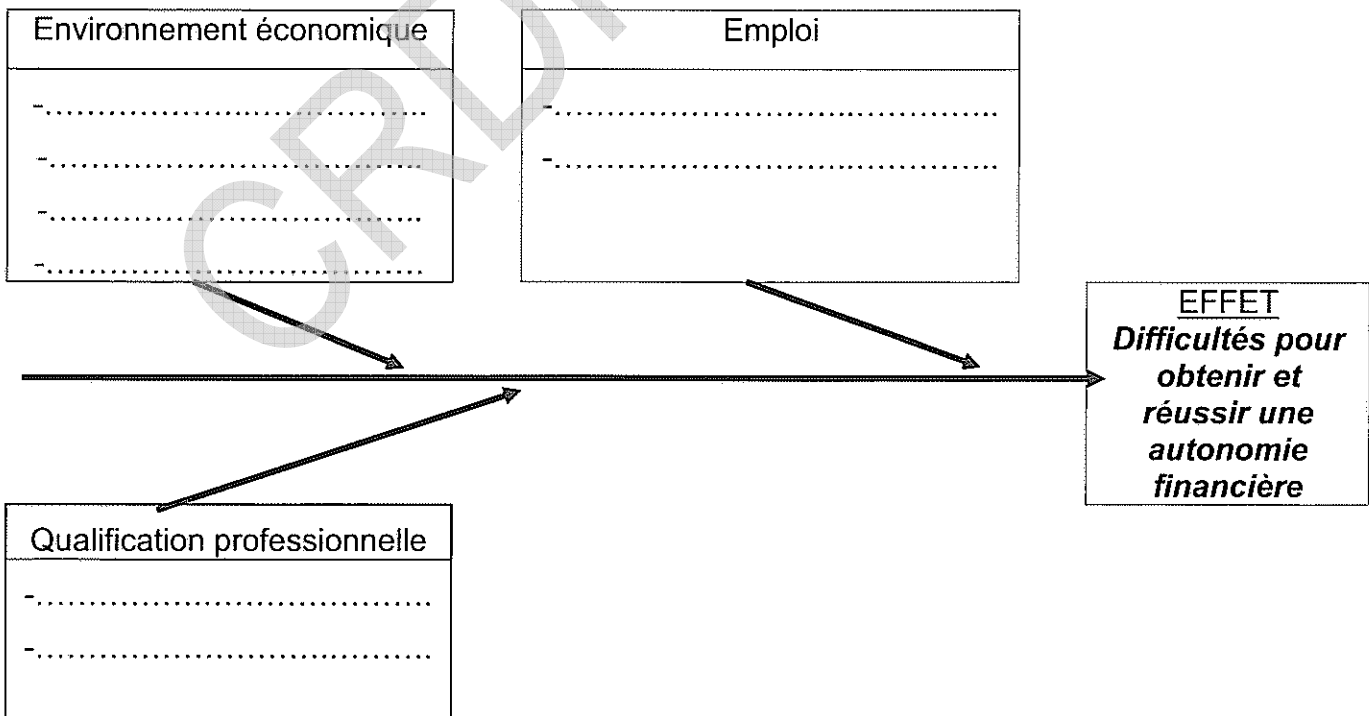 Environnement économique
-
-
-
-
Emploi
-
-
EFFET
Difficultés pour
obtenir et
réussir une
autonomie
financière
Qualification professionnelle
-
-